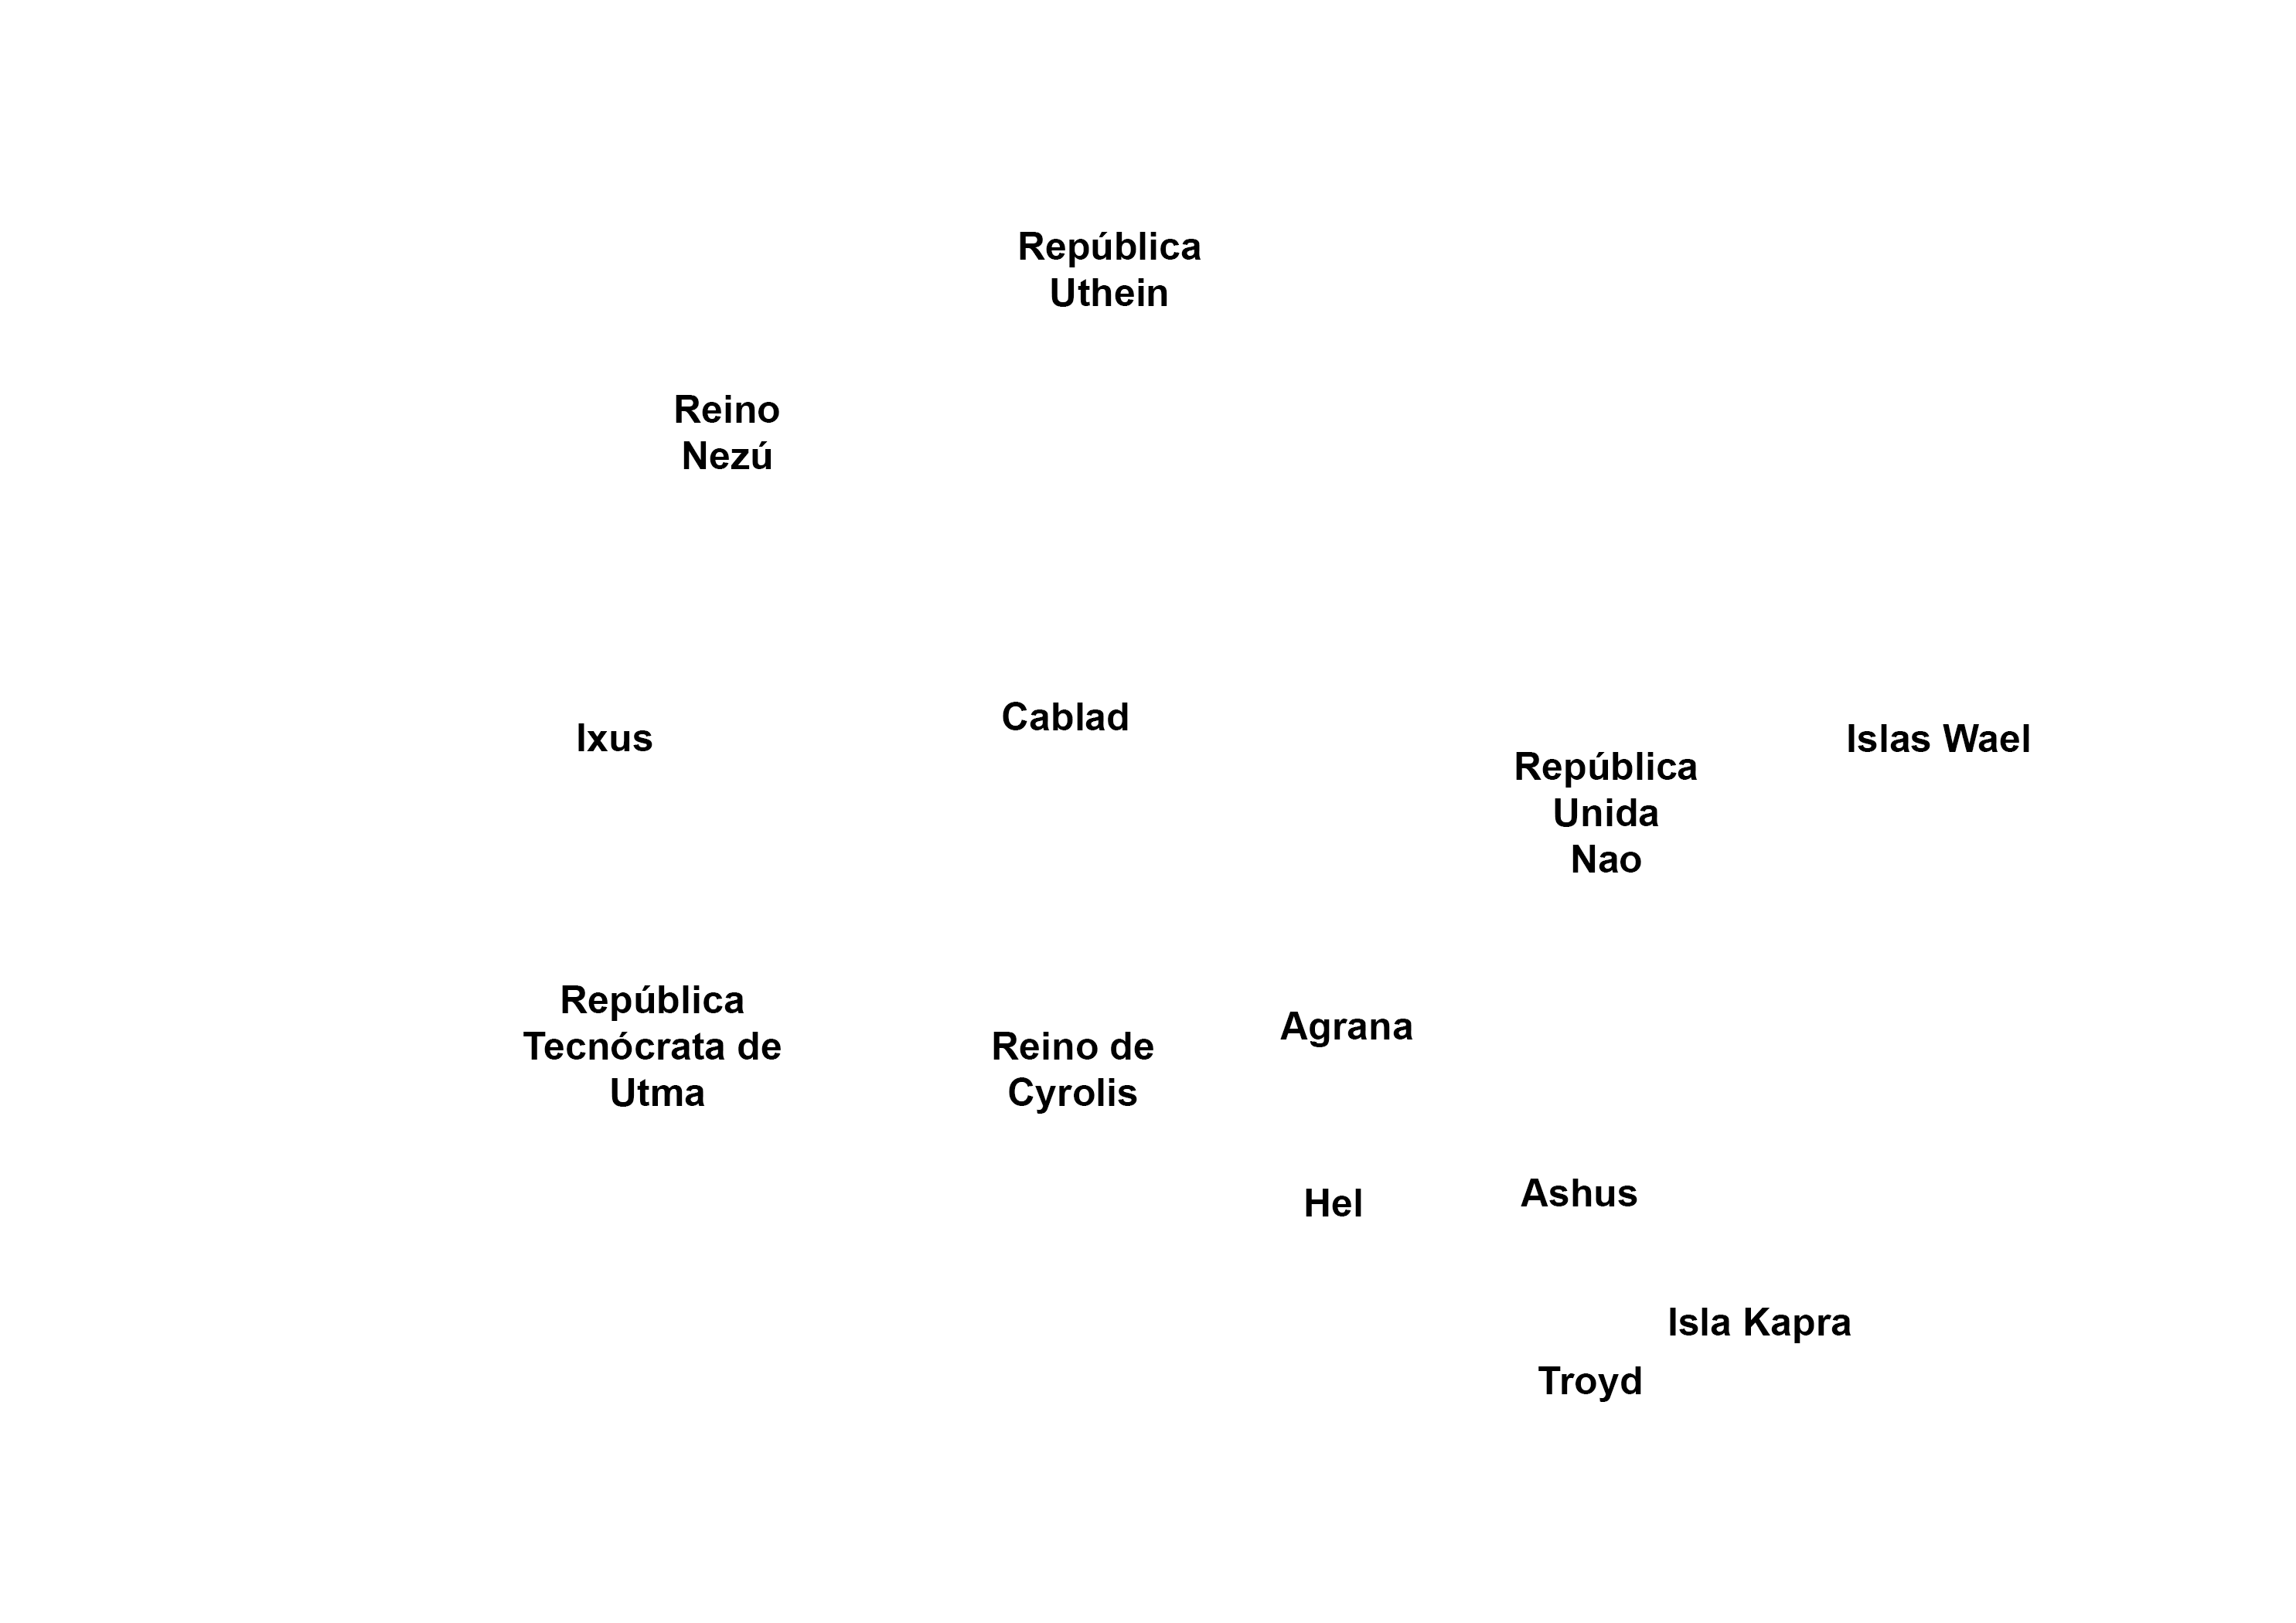 República
Uthein
Reino
Nezú
Ixus
Cablad
Islas Wael
República
Unida
Nao
República
Tecnócrata de
Utma
Reino de
Cyrolis
Agrana
Hel
Ashus
Isla Kapra
Troyd